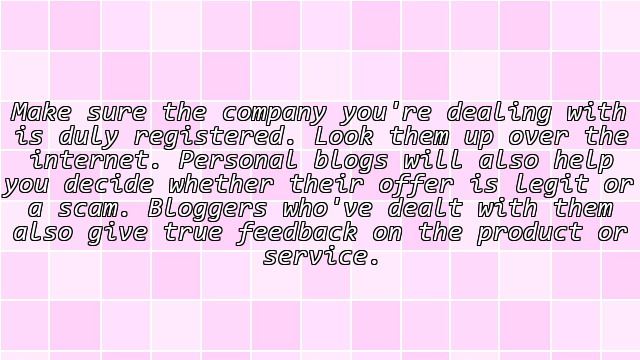 Make sure the company you're dealing with
is duly registered. Look them up over the
internet. Personal blogs will also help
you decide whether their offer is legit or
a scam. Bloggers who've dealt with them
also give true feedback on the product or
service.